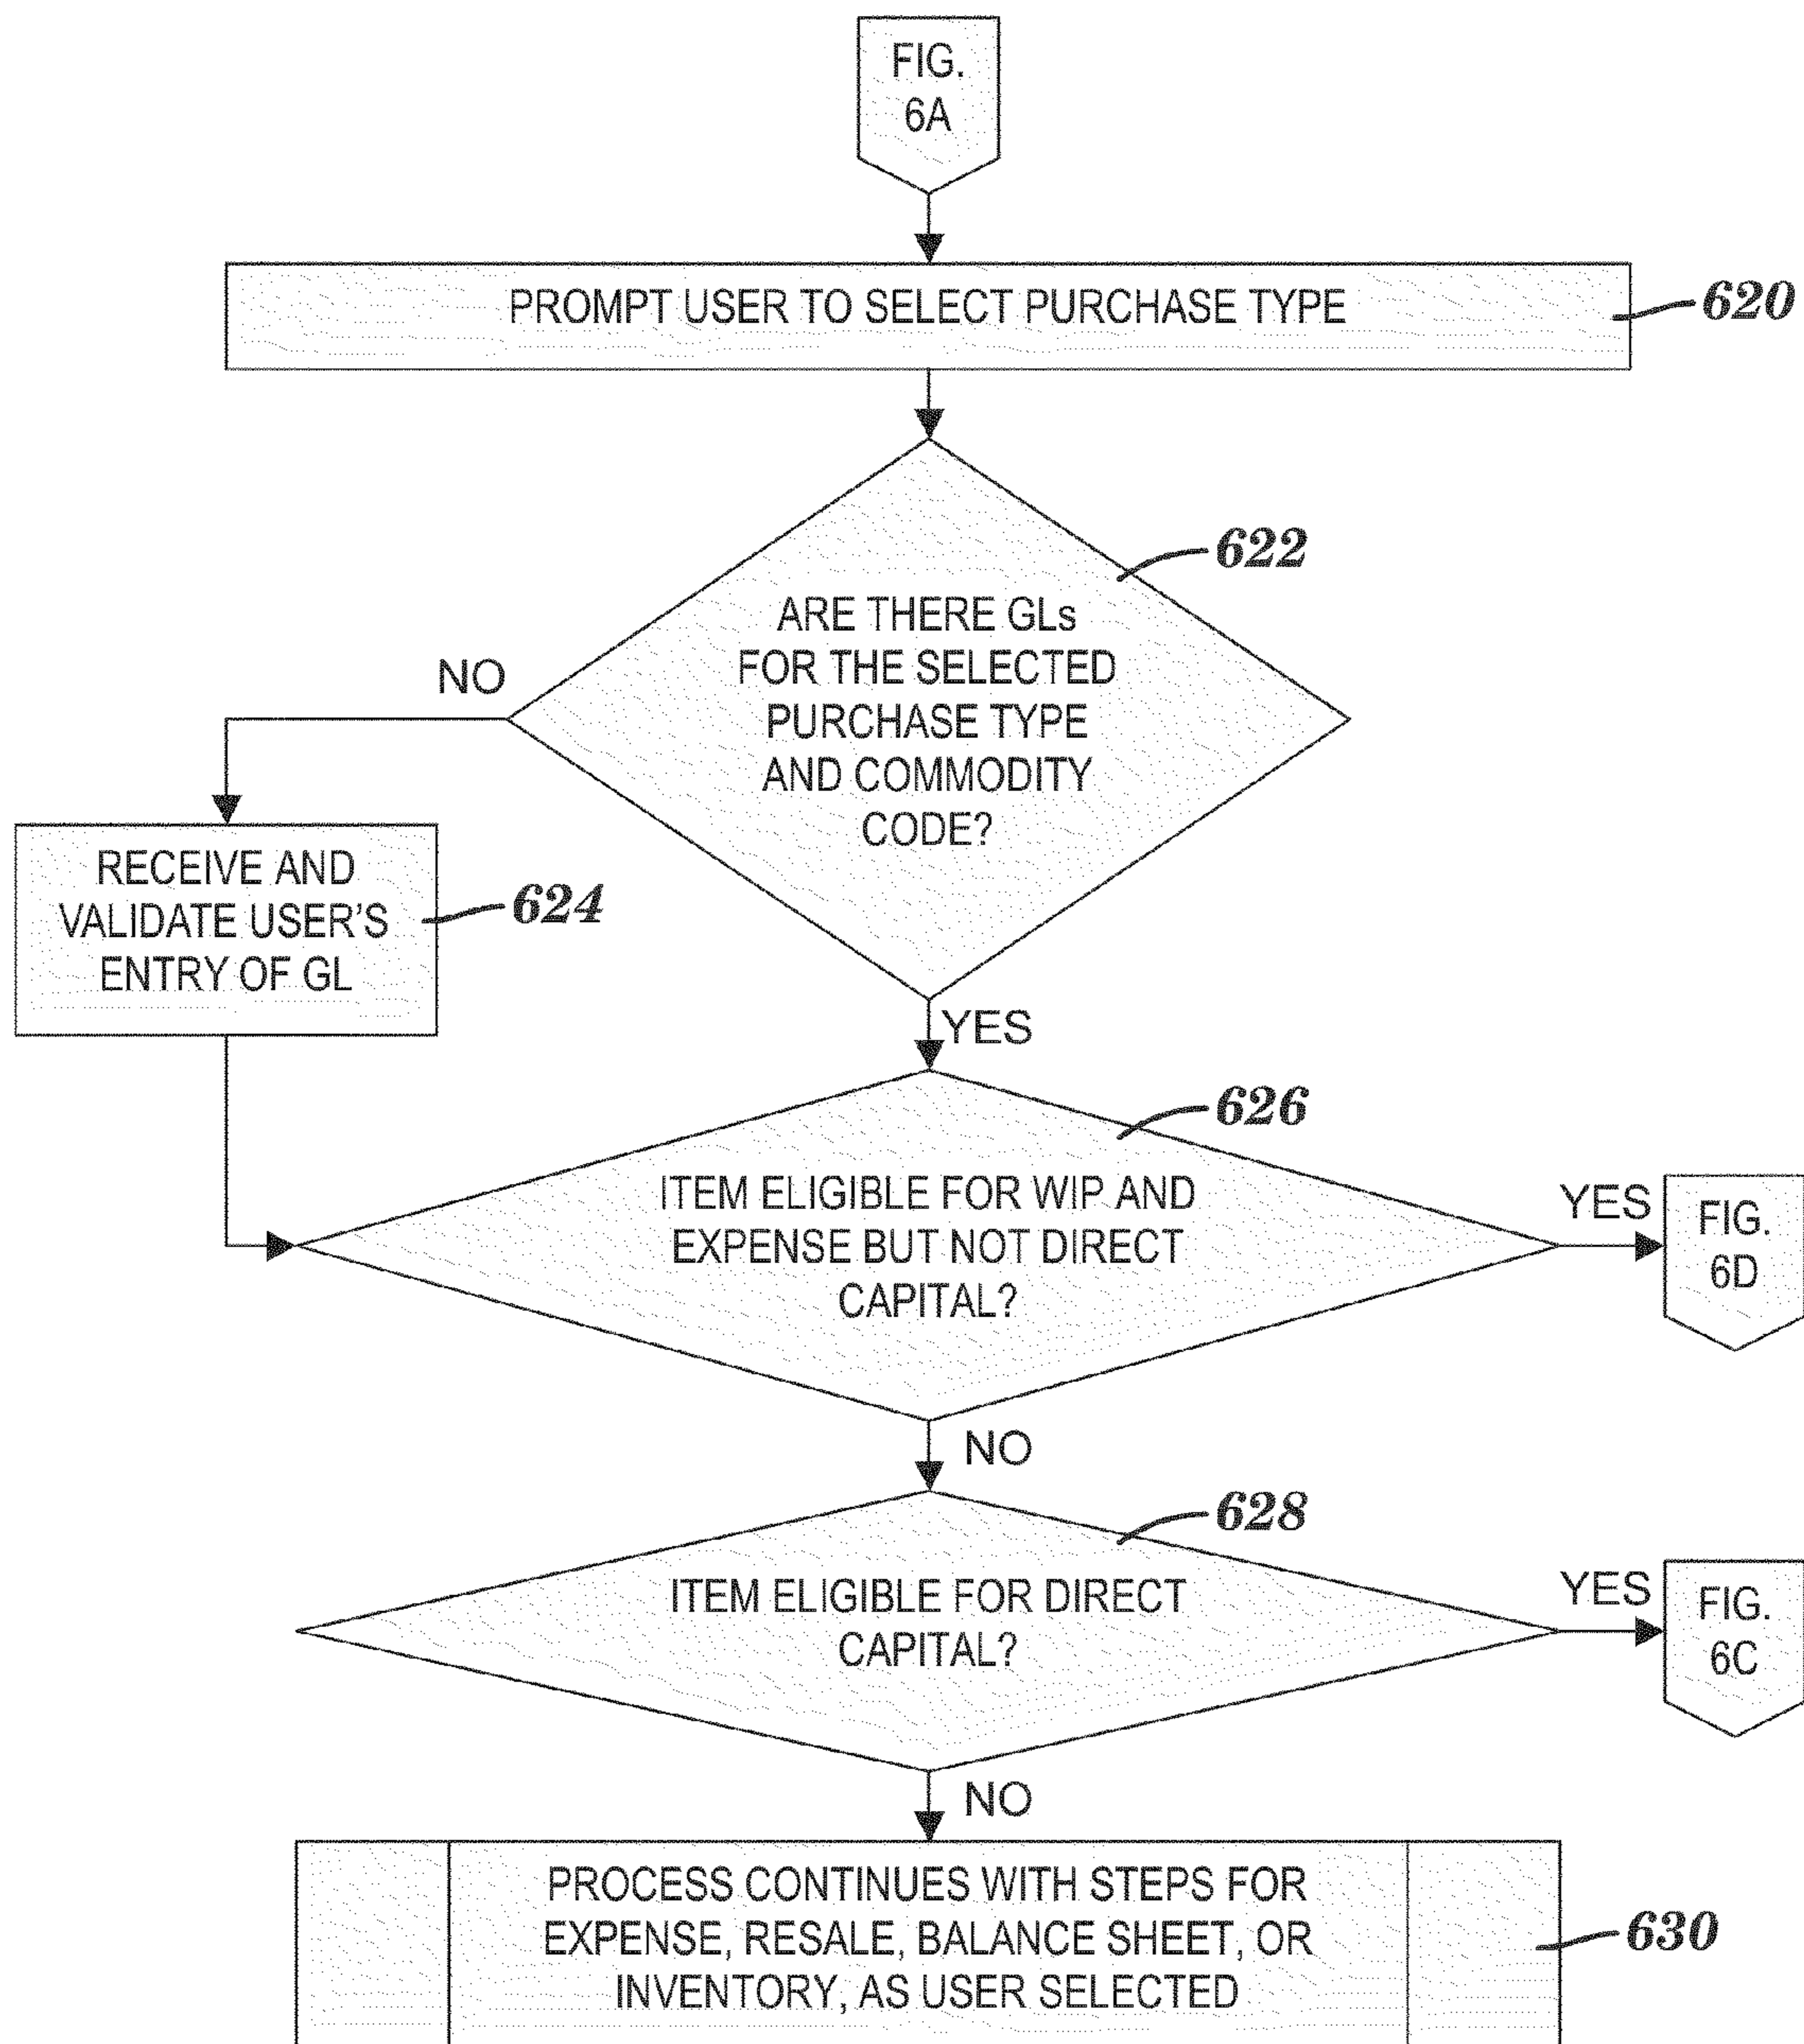 FIG.
6A
PROMPT USER TO SELECT PURCHASE TYPE
620
622
ARE THERE GLs
FOR THE SELECTED
PURCHASE TYPE
AND COMMODITY
CODE?
NO
RECEIVE AND
VALIDATE USER'S
ENTRY OF GL
624
YES
626
ITEM ELIGIBLE FOR WIP AND
EXPENSE BUT NOT DIRECT
CAPITAL?
YES
FIG.
6D
NO
628
ITEM ELIGIBLE FOR DIRECT
CAPITAL?
YES
FIG.
6C
NO
PROCESS CONTINUES WITH STEPS FOR
EXPENSE, RESALE, BALANCE SHEET, OR
INVENTORY, AS USER SELECTED
630